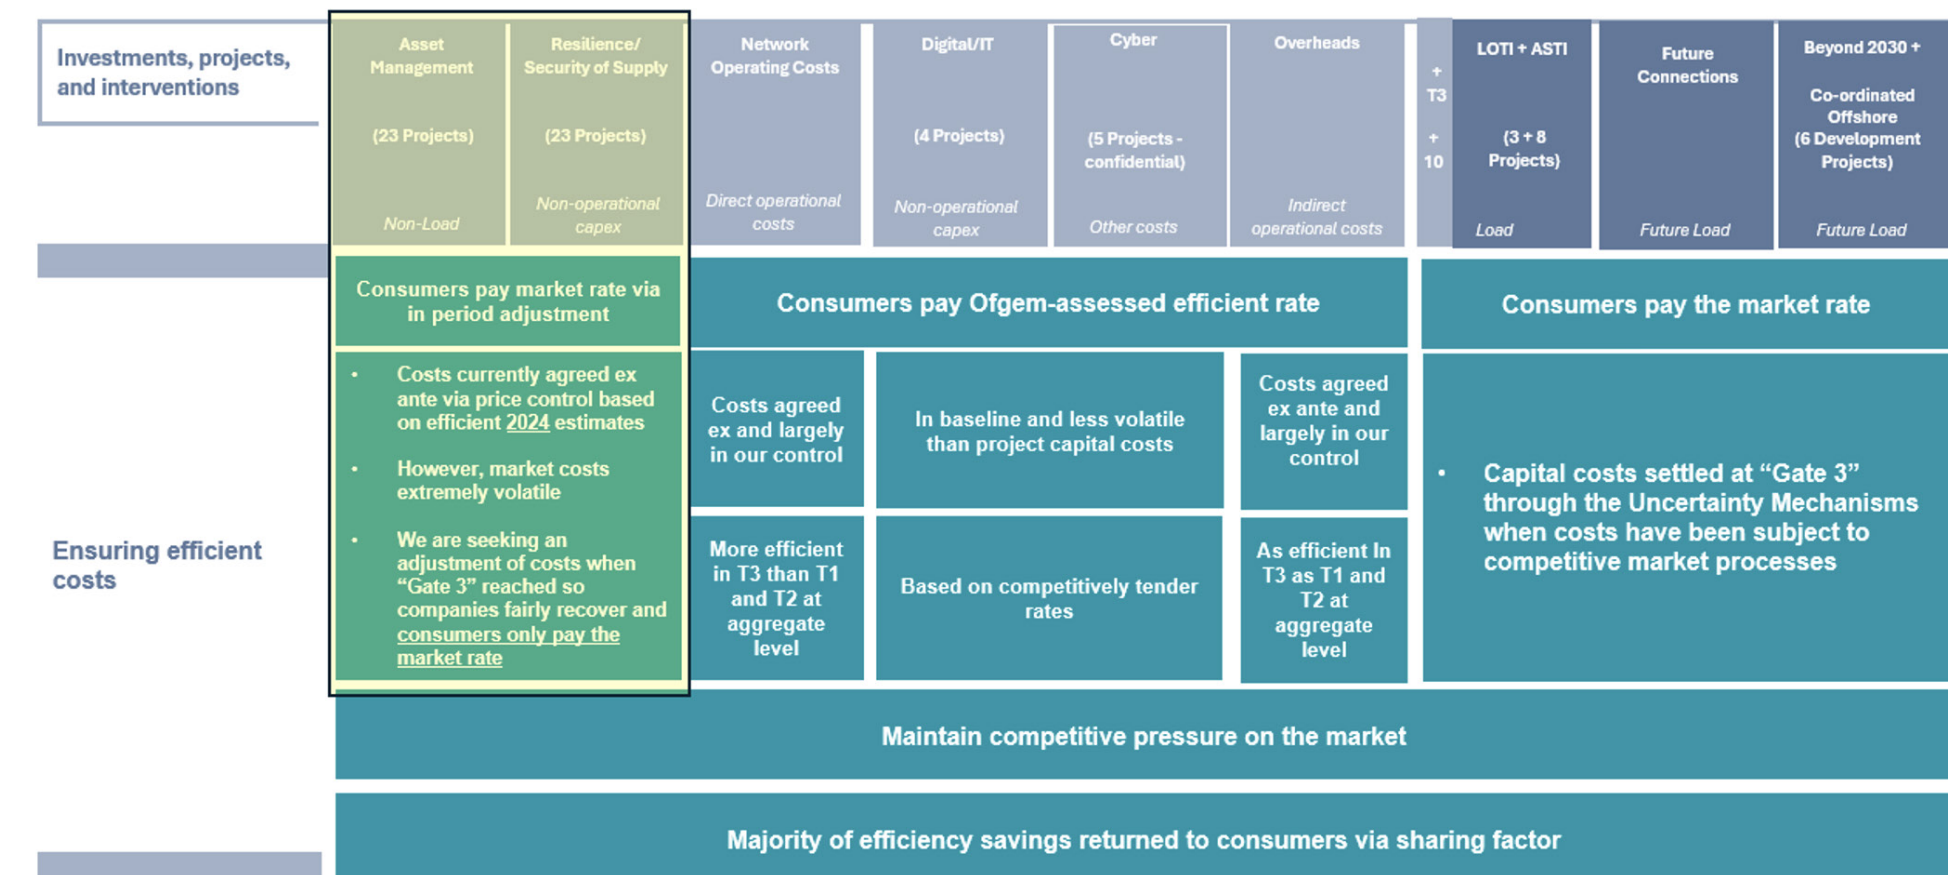 Investments, projects,
and interventions
Asset
Management
(23 Projects)
Non-Load
Resilience/
Security of Supply
(23 Projects)
Non-operational
capex
Network
Operating Costs
Direct operational
costs
Digital/IT
(4 Projects)
Non-operational
capex
Cyber
(5 Projects -
confidential)
Other costs
Overheads
Indirect
operational costs
+
T3
+
10
LOTI + ASTI
(3 + 8
Projects)
Load
Future
Connections
Future Load
Beyond 2030 +
Co-ordinated
Offshore
(6 Development
Projects)
Future Load
Ensuring efficient
costs
Consumers pay market rate via
in period adjustment
Consumers pay Ofgem-assessed efficient rate
Consumers pay the market rate
• Costs currently agreed ex
ante via price control based
on efficient 2024 estimates
• However, market costs
extremely volatile
• We are seeking an
adjustment of costs when
“Gate 3” reached so
companies fairly recover and
consumers only pay the
market rate
Costs agreed
ex and largely
in our control
In baseline and less volatile
than project capital costs
Costs agreed
ex ante and
largely in our
control
More efficient
in T3 than T1
and T2 at
aggregate
level
Based on competitively tender
rates
As efficient In
T3 as T1 and
T2 at
aggregate
level
• Capital costs settled at “Gate 3”
through the Uncertainty Mechanisms
when costs have been subject to
competitive market processes
Maintain competitive pressure on the market
Majority of efficiency savings returned to consumers via sharing factor